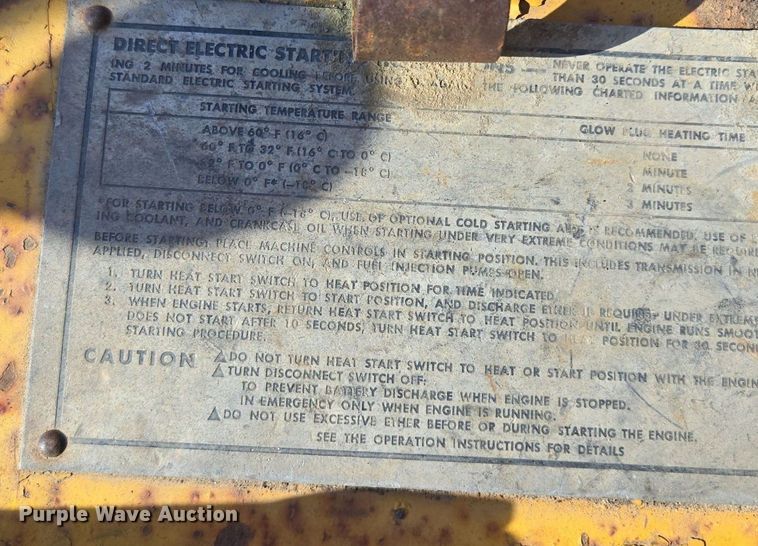 DIRECT ELECTRIC START — NEVER OPERATE THE ELECTRIC STA
ING 2 MINUTES FOR COOLING BEFORE USING THAN 30 SECONDS AT A TIME W
STANDARD ELECTRIC STARTING SYSTEM. THE FOLLOWING CHARTED INFORMATION
STARTING TEMPERATURE RANGE GLOW PLUG HEATING TIME
ABOVE 60° F (16° C) NONE
60° F TO 32° F (16° C TO 0° C) MINUTE
32° F TO 0° F (0° C TO -18° C) 2 MINUTES
BELOW 0° F* (-18° C) 3 MINUTES
*FOR STARTING BELOW 0° F (-18° C), USE OF OPTIONAL COLD STARTING AID IS RECOMMENDED. USE OF
ING COOLANT, AND CRANKCASE OIL WHEN STARTING UNDER VERY EXTREME CONDITIONS MAY BE REQUIRE
BEFORE STARTING: PLACE MACHINE CONTROLS IN STARTING POSITION. THIS INCLUDES TRANSMISSION IN NE
APPLIED, DISCONNECT SWITCH ON, AND FUEL INJECTION PUMPS OPEN.
1. TURN HEAT START SWITCH TO HEAT POSITION FOR TIME INDICATED.
2. TURN HEAT START SWITCH TO START POSITION, AND DISCHARGE ETHER IF REQUIRED UNDER EXTREM
3. WHEN ENGINE STARTS, RETURN HEAT START SWITCH TO HEAT POSITION UNTIL ENGINE RUNS SMOOT
DOES NOT START AFTER 10 SECONDS, TURN HEAT START SWITCH TO HEAT POSITION FOR 30 SECON
STARTING PROCEDURE.
CAUTION ▲DO NOT TURN HEAT START SWITCH TO HEAT OR START POSITION WITH THE ENGIN
▲TURN DISCONNECT SWITCH OFF:
TO PREVENT BATTERY DISCHARGE WHEN ENGINE IS STOPPED.
IN EMERGENCY ONLY WHEN ENGINE IS RUNNING.
▲DO NOT USE EXCESSIVE ETHER BEFORE OR DURING STARTING THE ENGINE.
SEE THE OPERATION INSTRUCTIONS FOR DETAILS
Purple Wave Auction